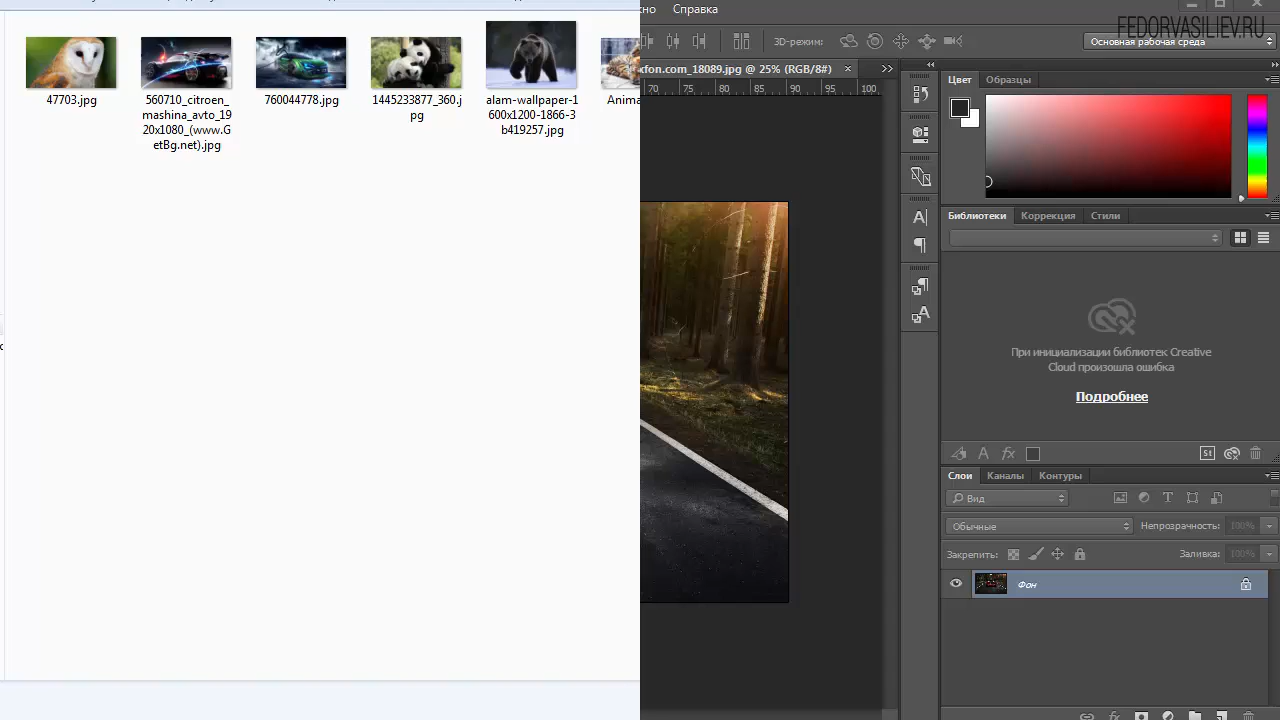 47703.jpg
560710_citroen_
mashina_avto_19
20x1080_(www.G
etBg.net).jpg
760044778.jpg
1445233877_360.j
pg
alam-wallpaper-1
600x1200-1866-3
b419257.jpg
Anima
но
Справка
FEDORVASILIEV.RU
3D-режим:
Основная рабочая среда
xfon.com_18089.jpg @ 25% (RGB/8#)
70
75
80
85
90
95
100
Цвет
Образцы
Библиотеки
Коррекция
Стили
При инициализации библиотек Creative
Cloud произошла ошибка
Подробнее
St
Слои
Каналы
Контуры
Вид
Обычные
Непрозрачность:
100%
Закрепить:
Заливка:
100%
Фон